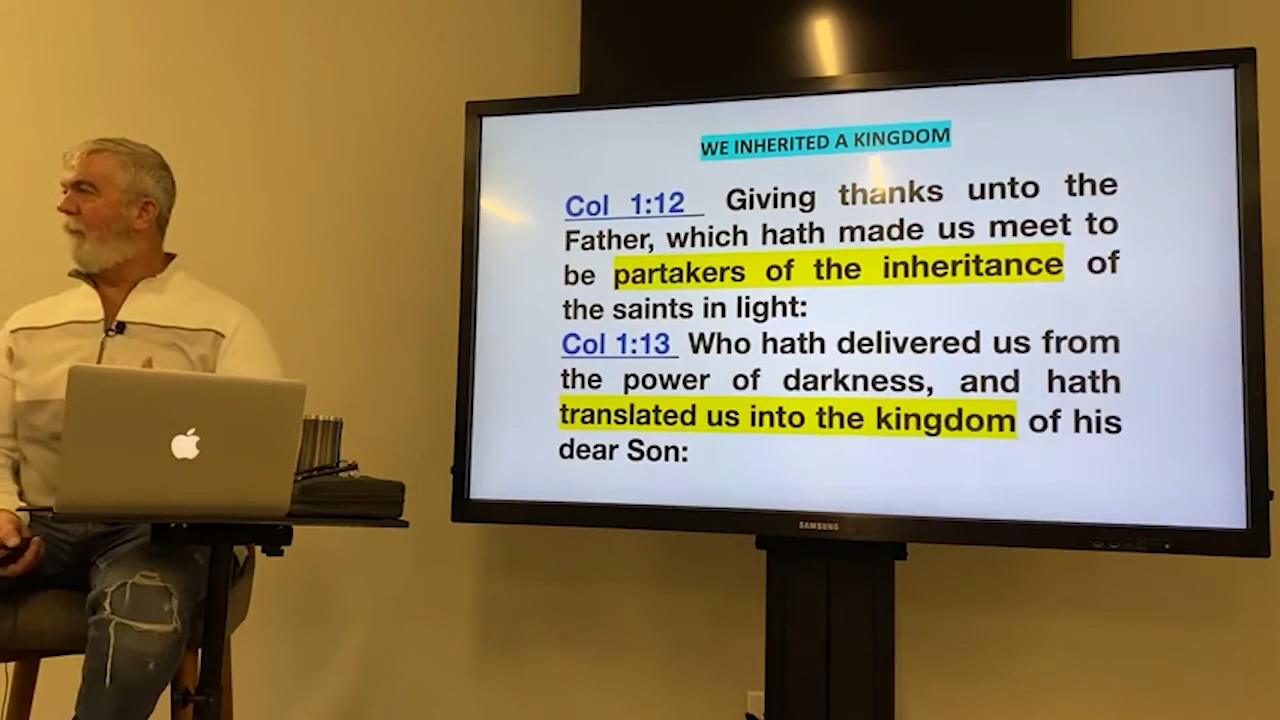 WE INHERITED A KINGDOM
Col 1:12 Giving thanks unto the
Father, which hath made us meet to
be partakers of the inheritance of
the saints in light:
Col 1:13 Who hath delivered us from
the power of darkness, and hath
translated us into the kingdom of his
dear Son:
SAMSUNG